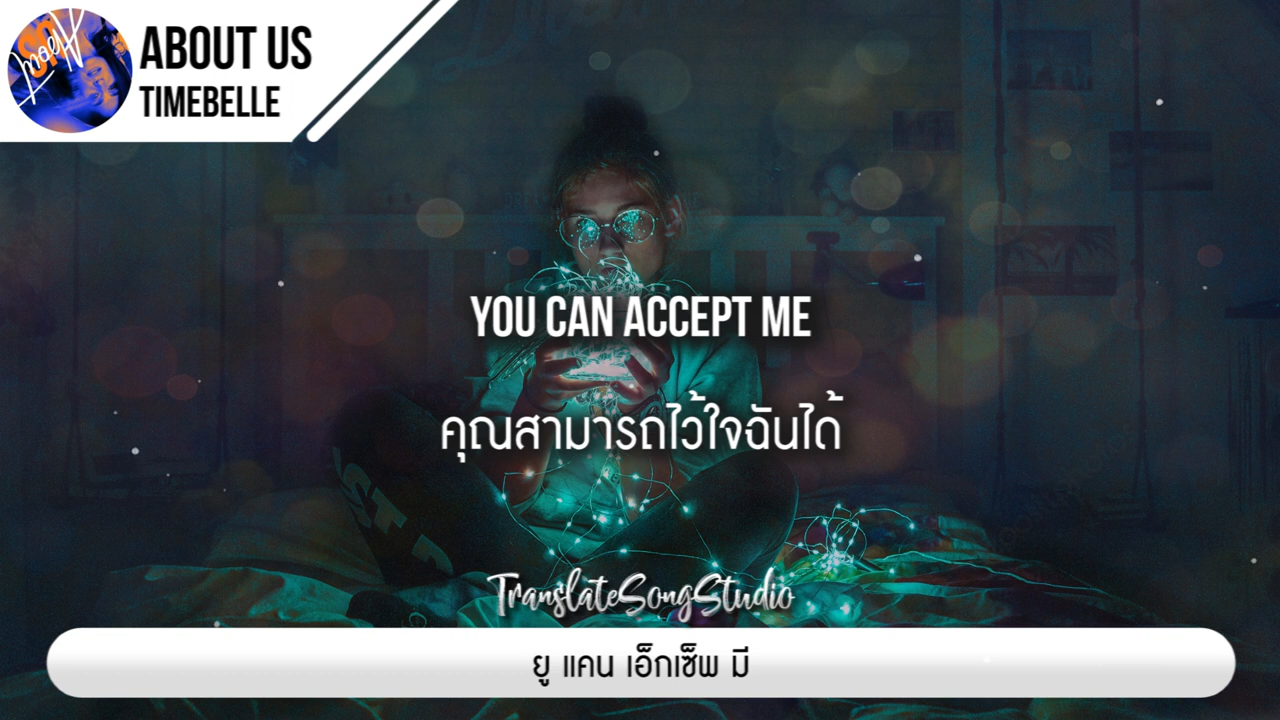 ABOUT US
TIMEBELLE
YOU CAN ACCEPT ME
คุณสามารถไว้ใจฉันได้
TranslateSongStudio
ยู แคน เอ็กเซ็พ มี